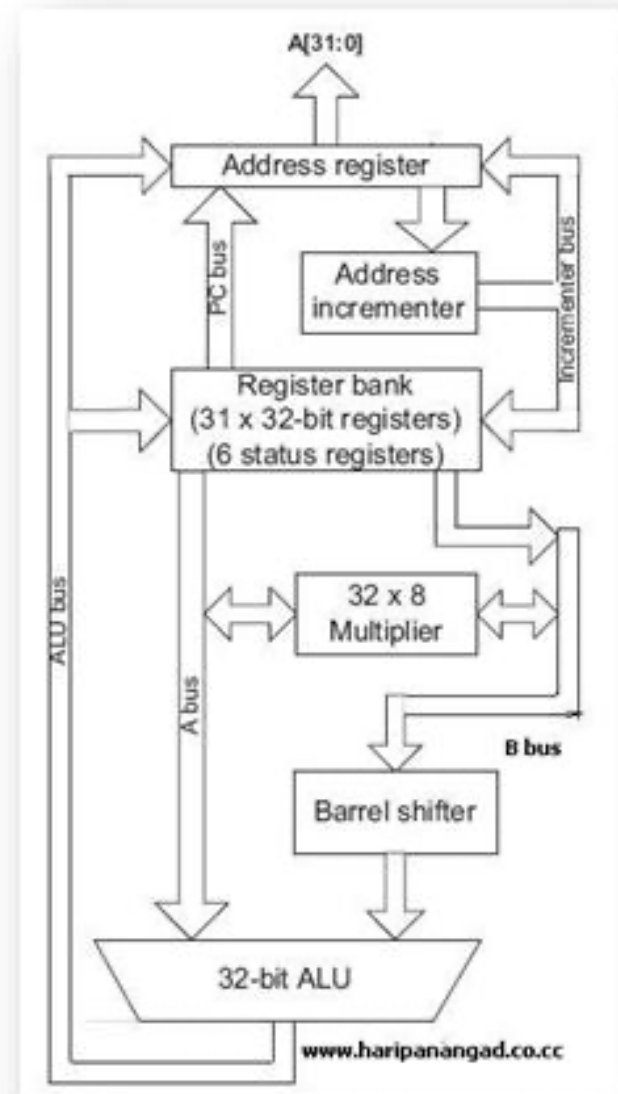 A[31:0]
Address register
PC bus
Address
incrementer
Incrementer bus
Register bank
(31 x 32-bit registers)
(6 status registers)
ALU bus
A bus
32 x 8
Multiplier
B bus
Barrel shifter
32-bit ALU
www.haripanangad.co.cc